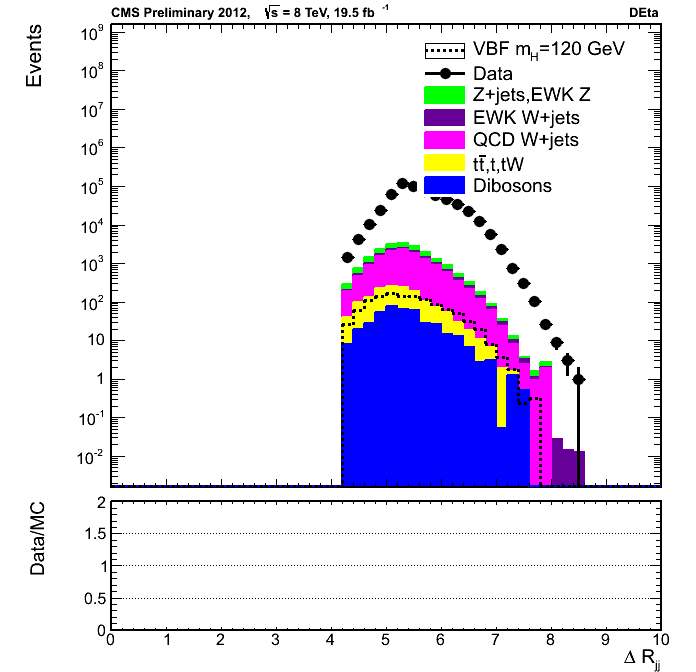 CMS Preliminary 2012, √s = 8 TeV, 19.5 fb⁻¹ DEta
Events
10⁹
10⁸
10⁷
10⁶
10⁵
10⁴
10³
10²
10
1
10⁻¹
10⁻²
VBF m_H=120 GeV
Data
Z+jets,EWK Z
EWK W+jets
QCD W+jets
tt̄,t,tW
Dibosons
Data/MC
2
1.5
1
0.5
0
0 1 2 3 4 5 6 7 8 9 10
Δ R_jj